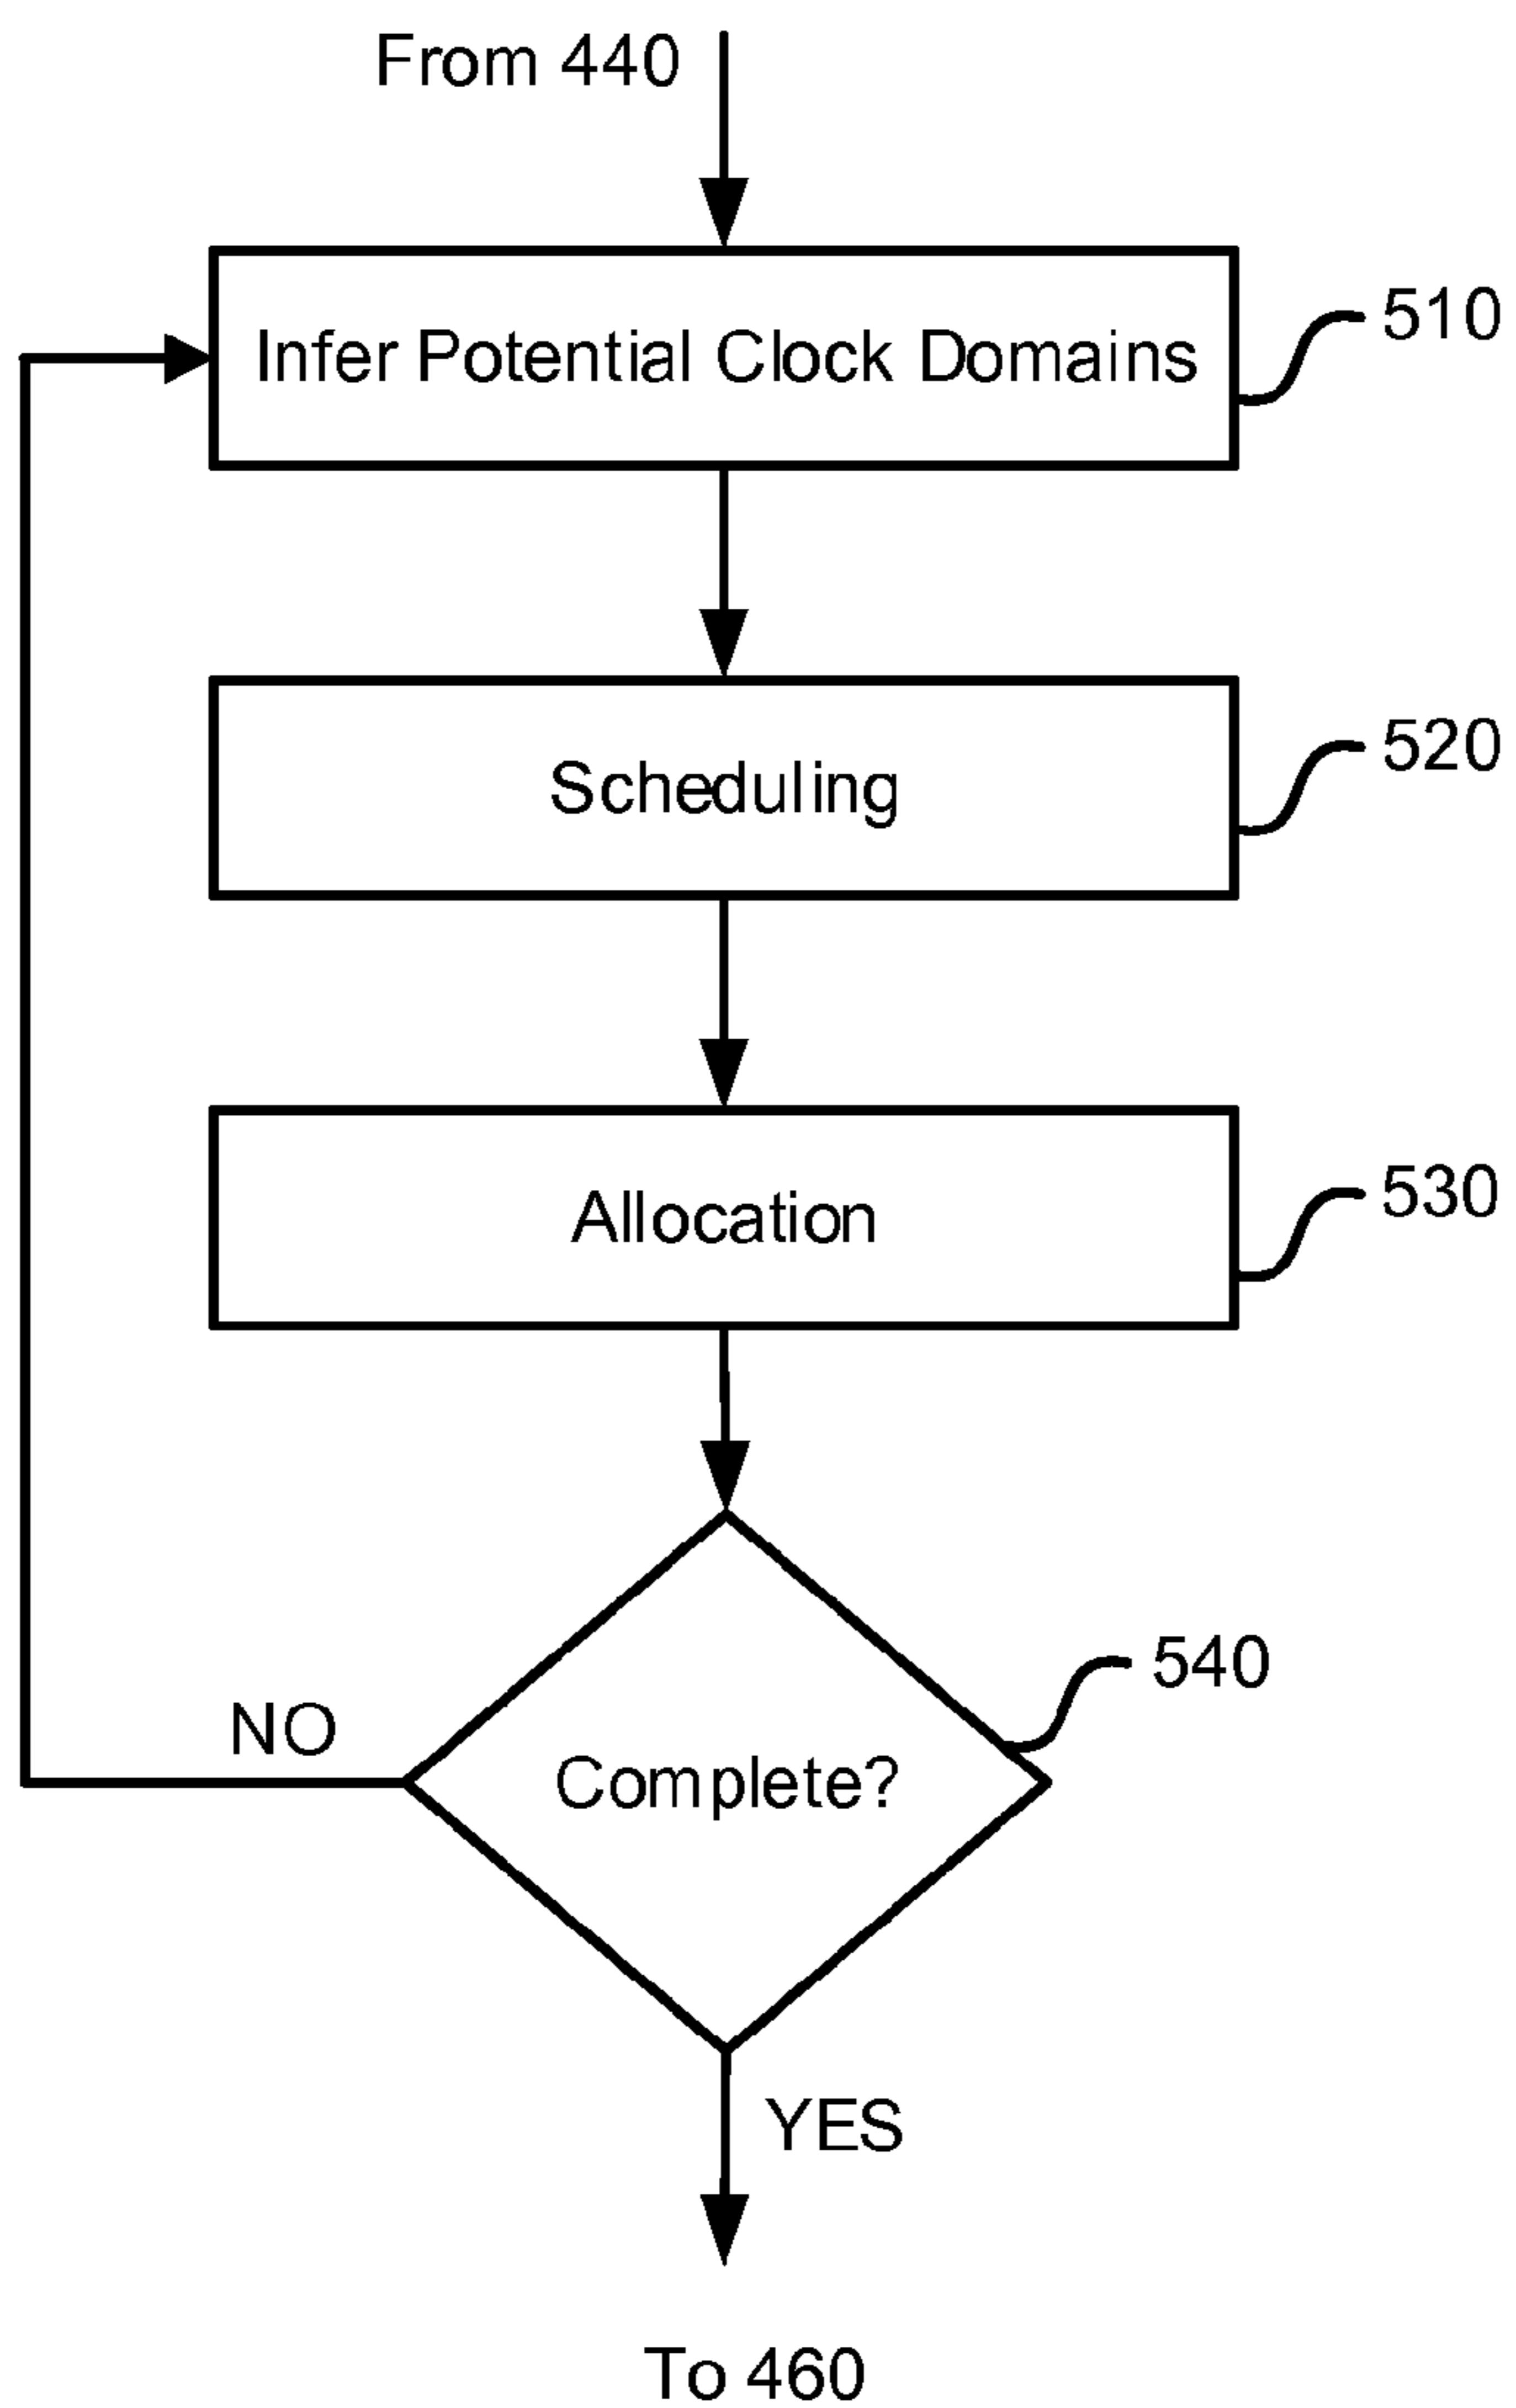 From 440
Infer Potential Clock Domains
510
Scheduling
520
Allocation
530
540
NO
Complete?
YES
To 460